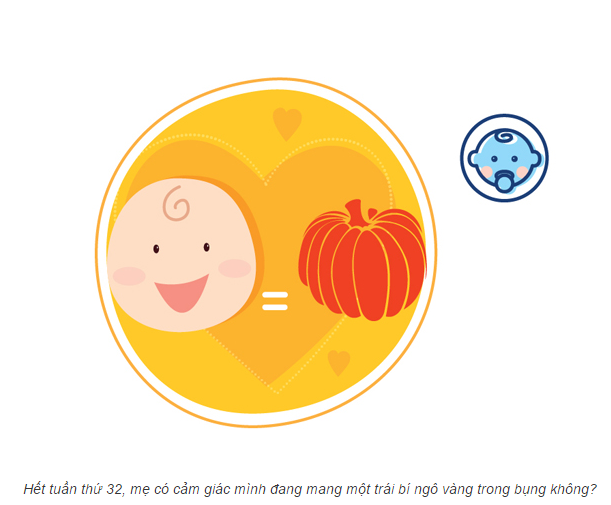 Hết tuần thứ 32, mẹ có cảm giác mình đang mang một trái bí ngô vàng trong bụng không?